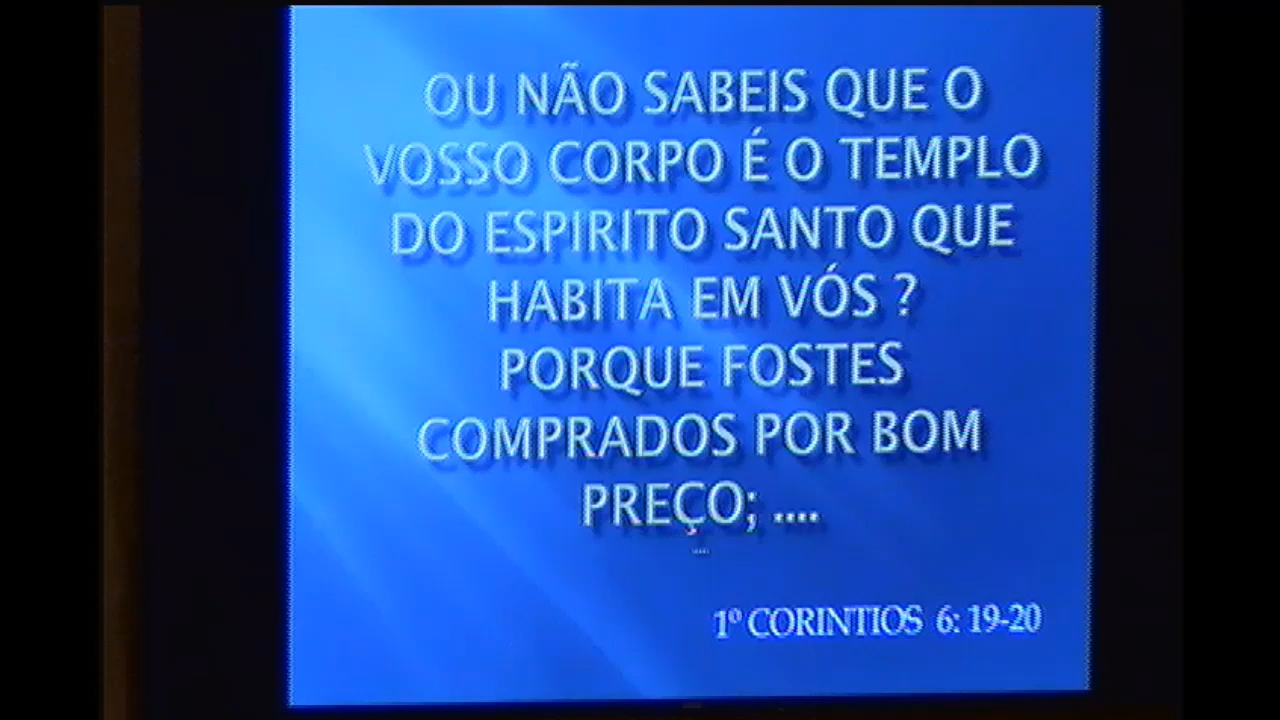 OU NÃO SABEIS QUE O
VOSSO CORPO É O TEMPLO
DO ESPIRITO SANTO QUE
HABITA EM VÓS ?
PORQUE FOSTES
COMPRADOS POR BOM
PREÇO; ....
....
1º CORINTIOS 6: 19-20